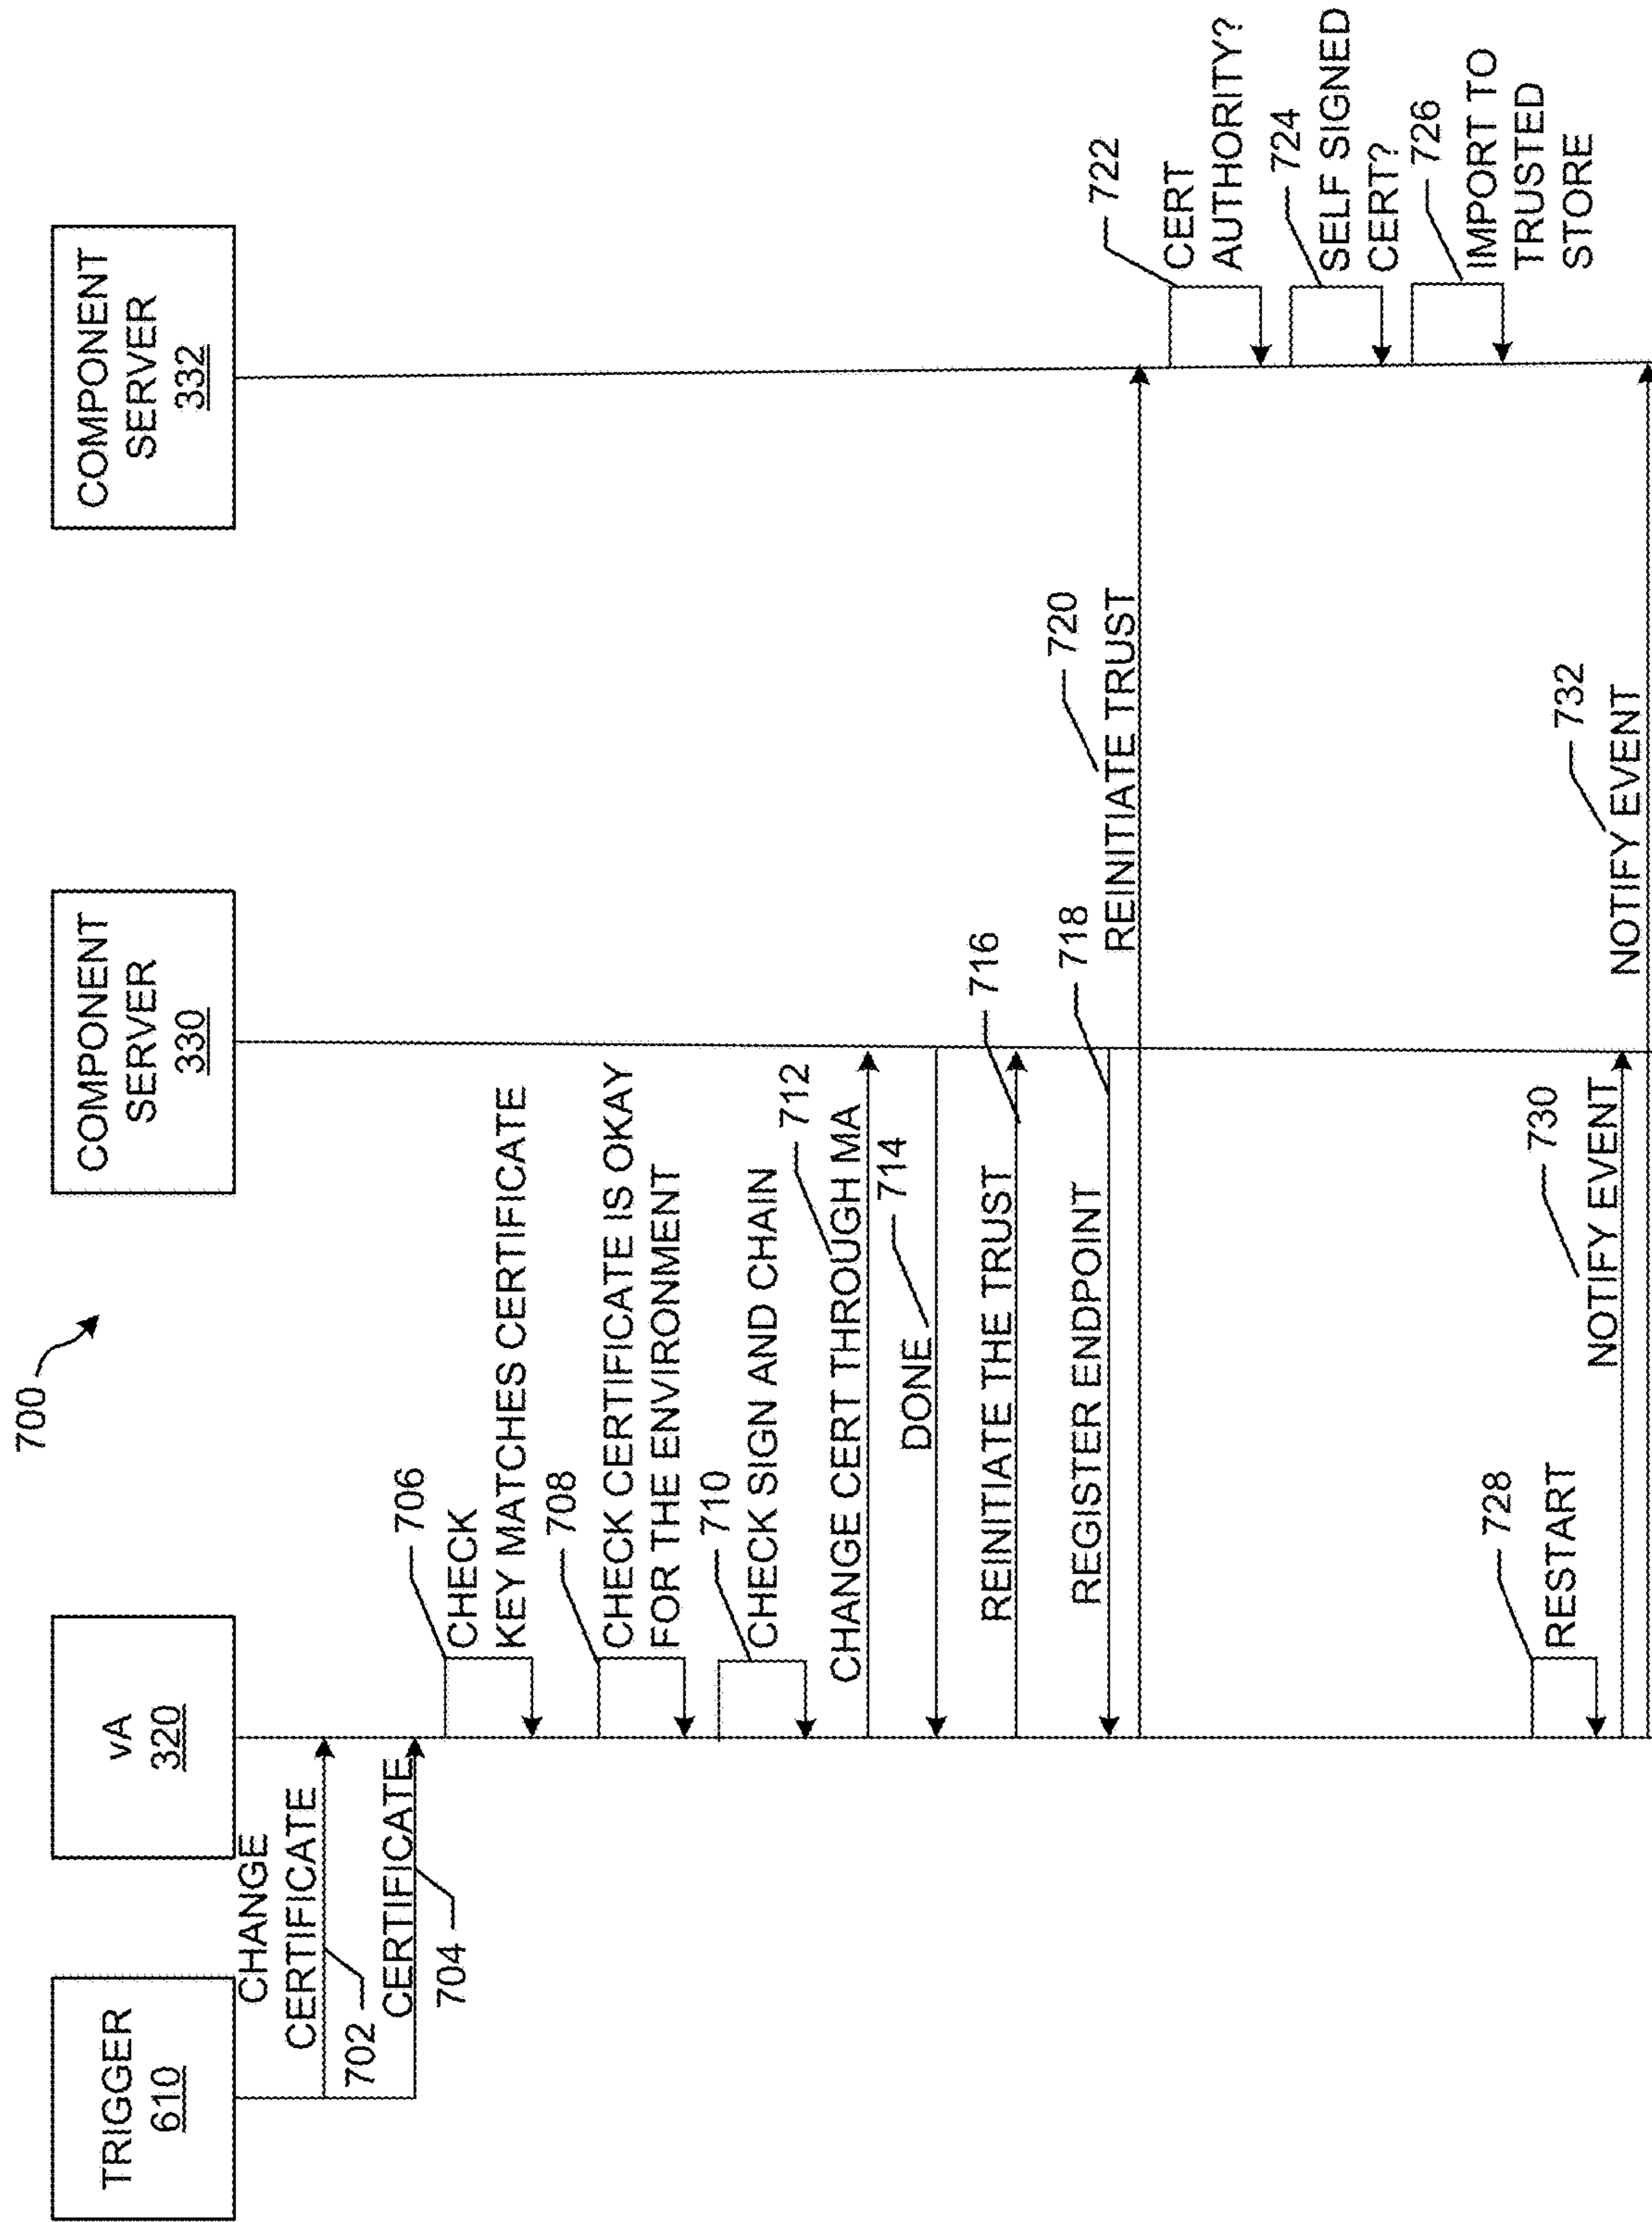 700
TRIGGER
610
vA
320
COMPONENT
SERVER
330
COMPONENT
SERVER
332
CHANGE
CERTIFICATE
702
CERTIFICATE
704
706
CHECK
KEY MATCHES CERTIFICATE
708
CHECK CERTIFICATE IS OKAY
FOR THE ENVIRONMENT
710
CHECK SIGN AND CHAIN
712
CHANGE CERT THROUGH MA
714
DONE
716
REINITIATE THE TRUST
718
REGISTER ENDPOINT
720
REINITIATE TRUST
722
CERT
AUTHORITY?
724
SELF SIGNED
CERT?
726
IMPORT TO
TRUSTED
STORE
728
RESTART
730
NOTIFY EVENT
732
NOTIFY EVENT